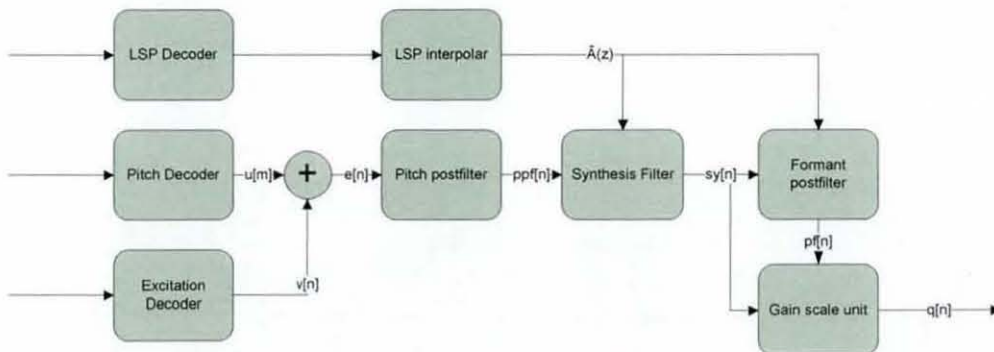 LSP Decoder
LSP interpolar
Â(z)
Pitch Decoder
u[m]
+
e[n]
Pitch postfilter
ppf[n]
Synthesis Filter
sy[n]
Formant
postfilter
pf[n]
Excitation
Decoder
v[n]
Gain scale unit
q[n]